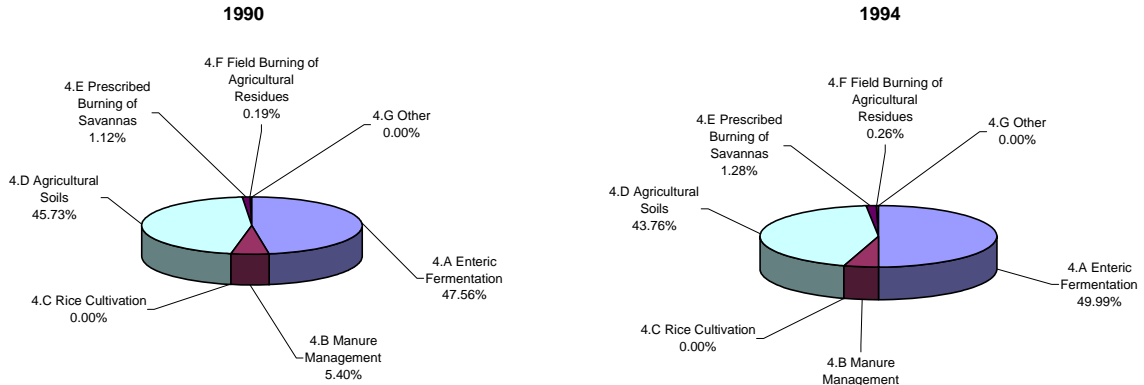 1990
4.F Field Burning of
Agricultural
Residues
0.19%
4.E Prescribed
Burning of
Savannas
1.12%
4.G Other
0.00%
4.D Agricultural
Soils
45.73%
4.A Enteric
Fermentation
47.56%
4.C Rice Cultivation
0.00%
4.B Manure
Management
5.40%
1994
4.F Field Burning of
Agricultural
Residues
0.26%
4.E Prescribed
Burning of
Savannas
1.28%
4.G Other
0.00%
4.D Agricultural
Soils
43.76%
4.A Enteric
Fermentation
49.99%
4.C Rice Cultivation
0.00%
4.B Manure
Management